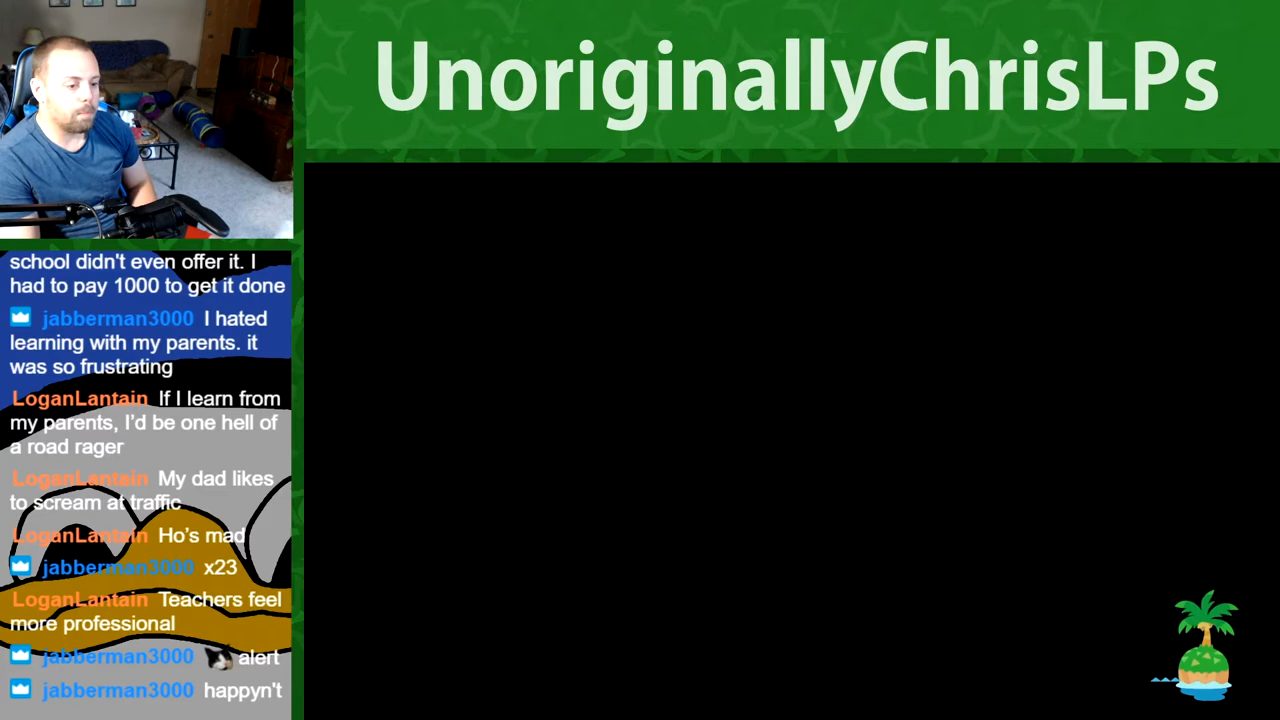 UnoriginallyChrisLPs
school didn't even offer it. I
had to pay 1000 to get it done
jabberman3000 I hated
learning with my parents. it
was so frustrating
LoganLantain If I learn from
my parents, I’d be one hell of
a road rager
LoganLantain My dad likes
to scream at traffic
LoganLantain Ho’s mad
jabberman3000 x23
LoganLantain Teachers feel
more professional
jabberman3000 alert
jabberman3000 happyn't